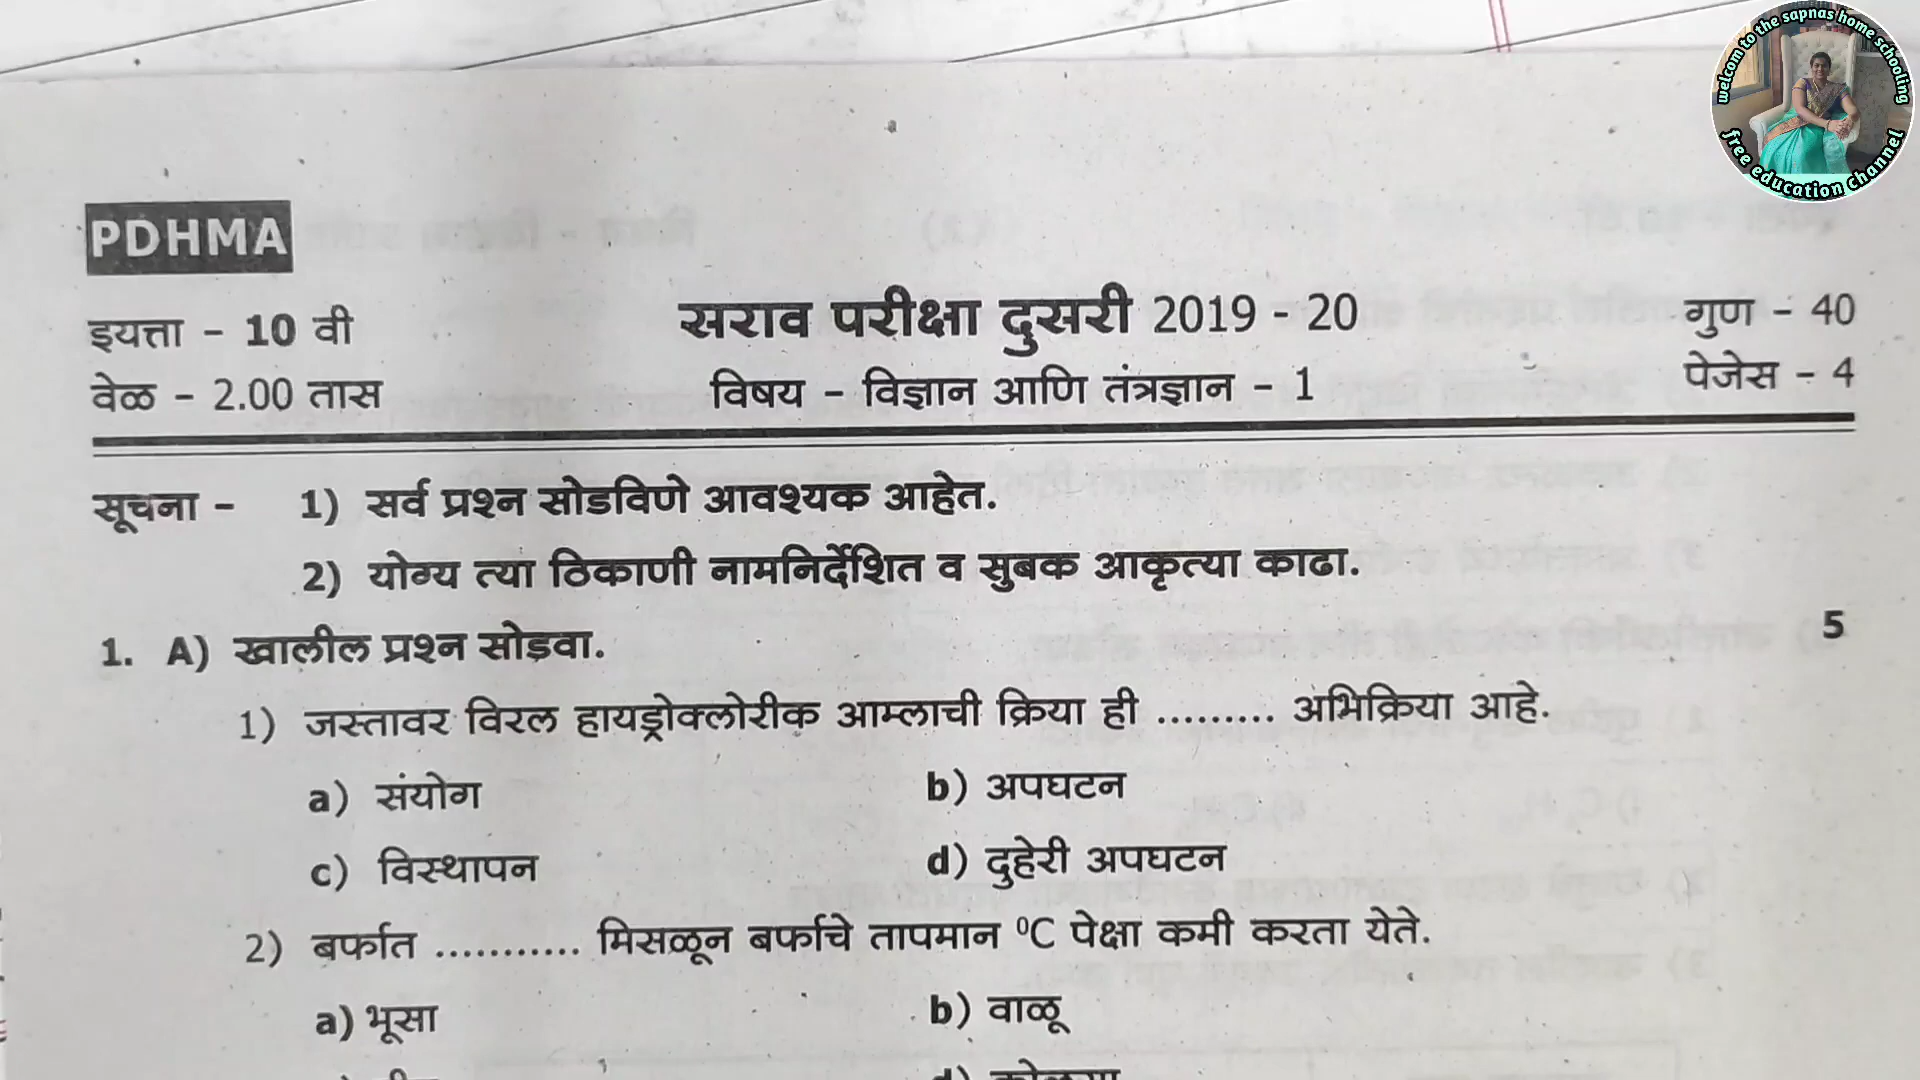 welcom to the sapnas home schooling
free education channel
PDHMA
इयत्ता - 10 वी
सराव परीक्षा दुसरी 2019 - 20
गुण - 40
वेळ - 2.00 तास
विषय - विज्ञान आणि तंत्रज्ञान - 1
पेजेस - 4
सूचना - 1) सर्व प्रश्न सोडविणे आवश्यक आहेत.
2) योग्य त्या ठिकाणी नामनिर्देशित व सुबक आकृत्या काढा.
1. A) खालील प्रश्न सोडवा. 5
1) जस्तावर विरल हायड्रोक्लोरीक आम्लाची क्रिया ही ......... अभिक्रिया आहे.
a) संयोग b) अपघटन
c) विस्थापन d) दुहेरी अपघटन
2) बर्फात ........... मिसळून बर्फाचे तापमान ⁰C पेक्षा कमी करता येते.
a) भूसा b) वाळू
d) कोळसा